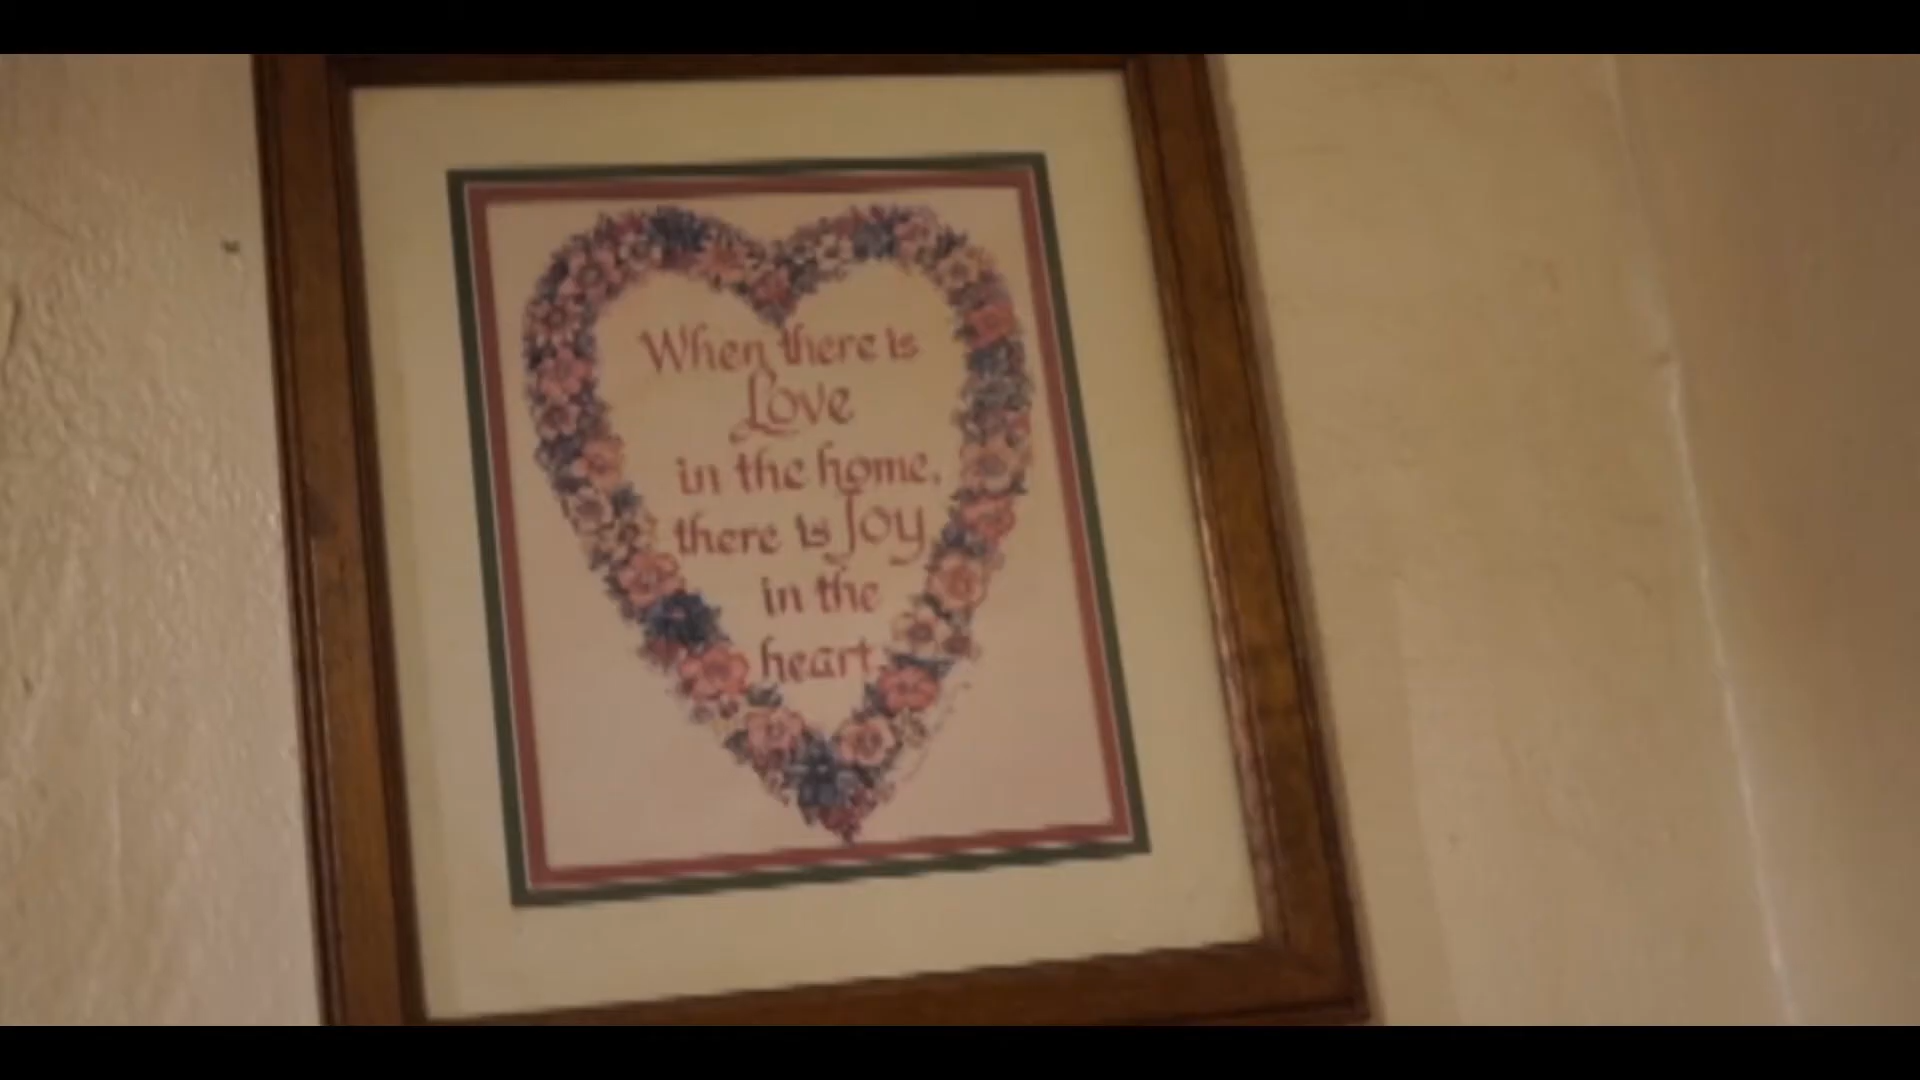 When there is
Love
in the home,
there is Joy
in the
heart.